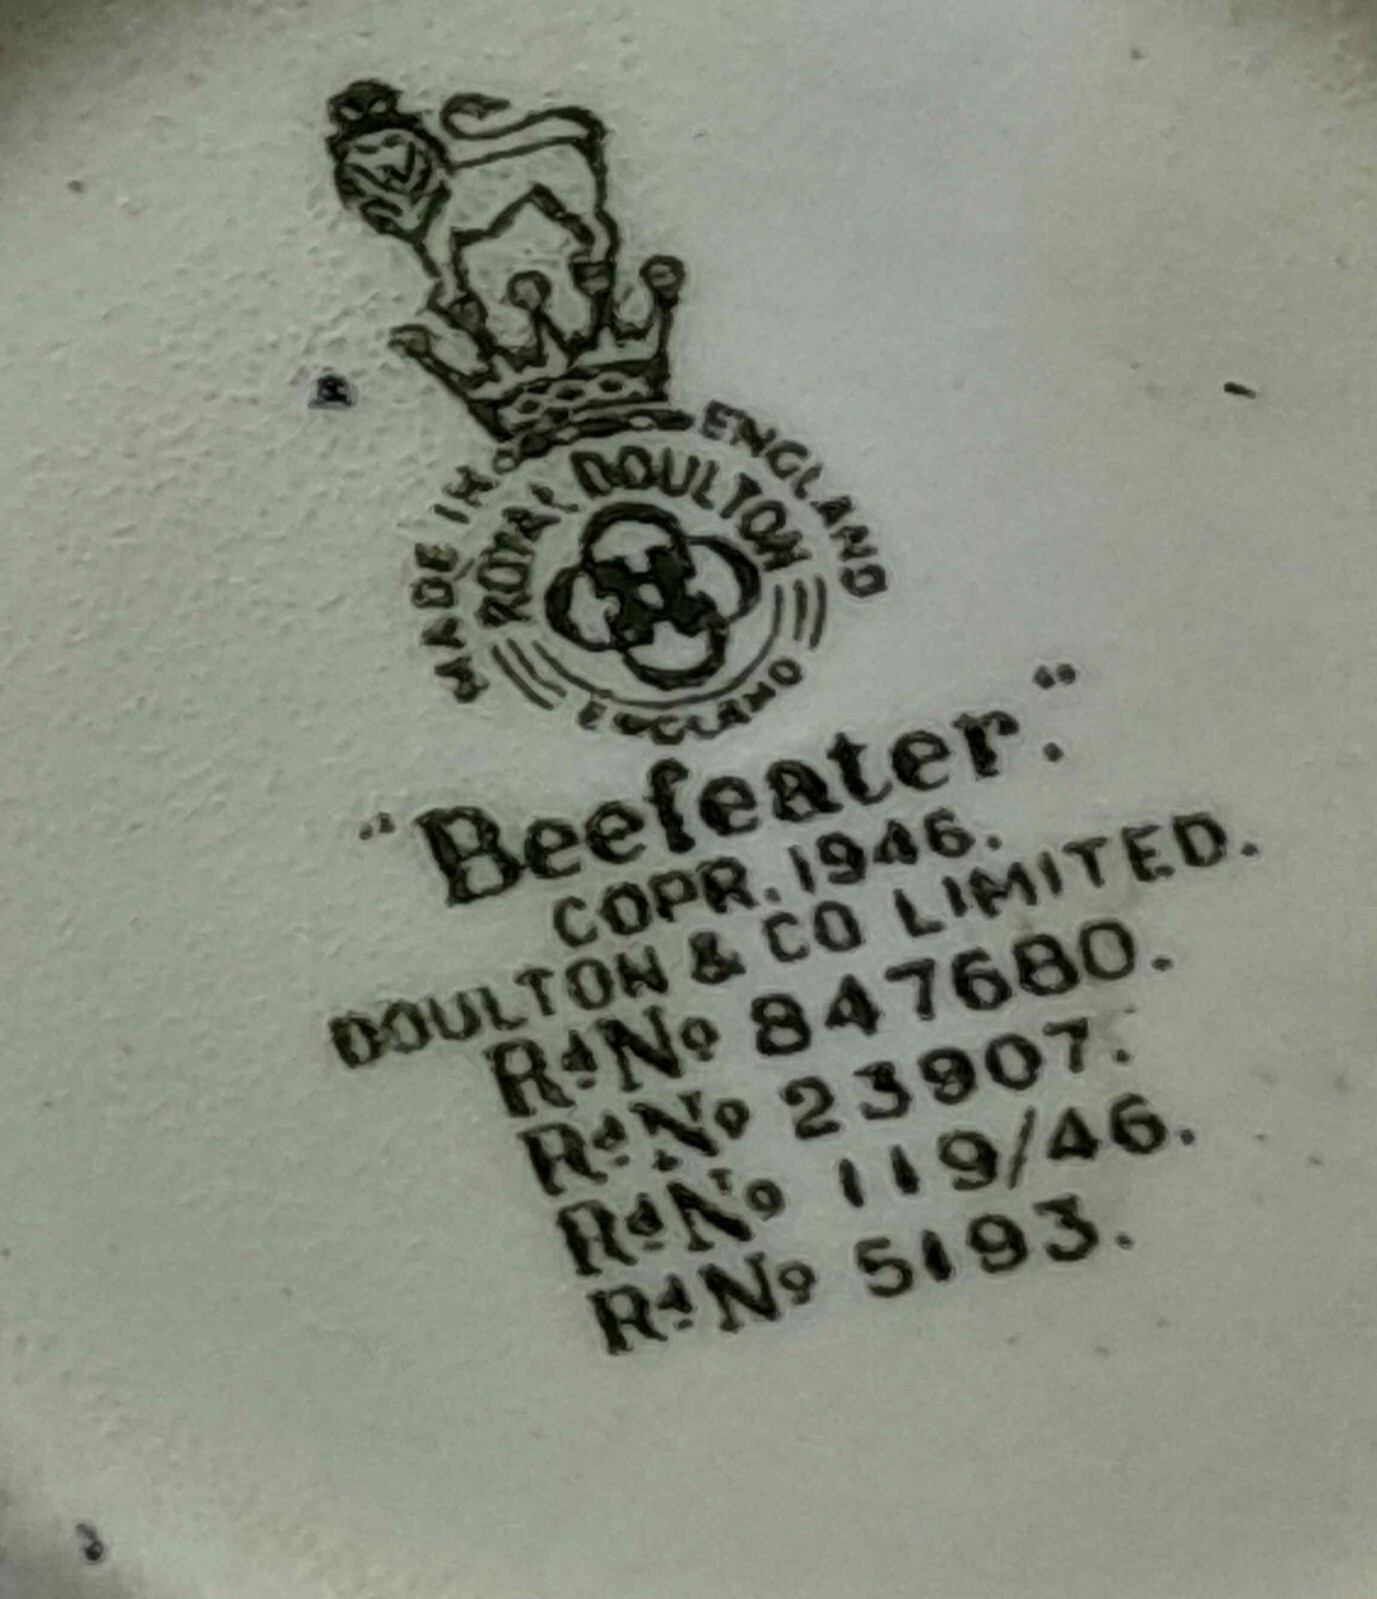 MADE IN ENGLAND
ROYAL DOULTON
ENGLAND
"Beefeater."
COPR. 1946.
DOULTON & CO LIMITED.
Rd No 847680.
Rd No 23907.
Rd No 119/46.
Rd No 5193.